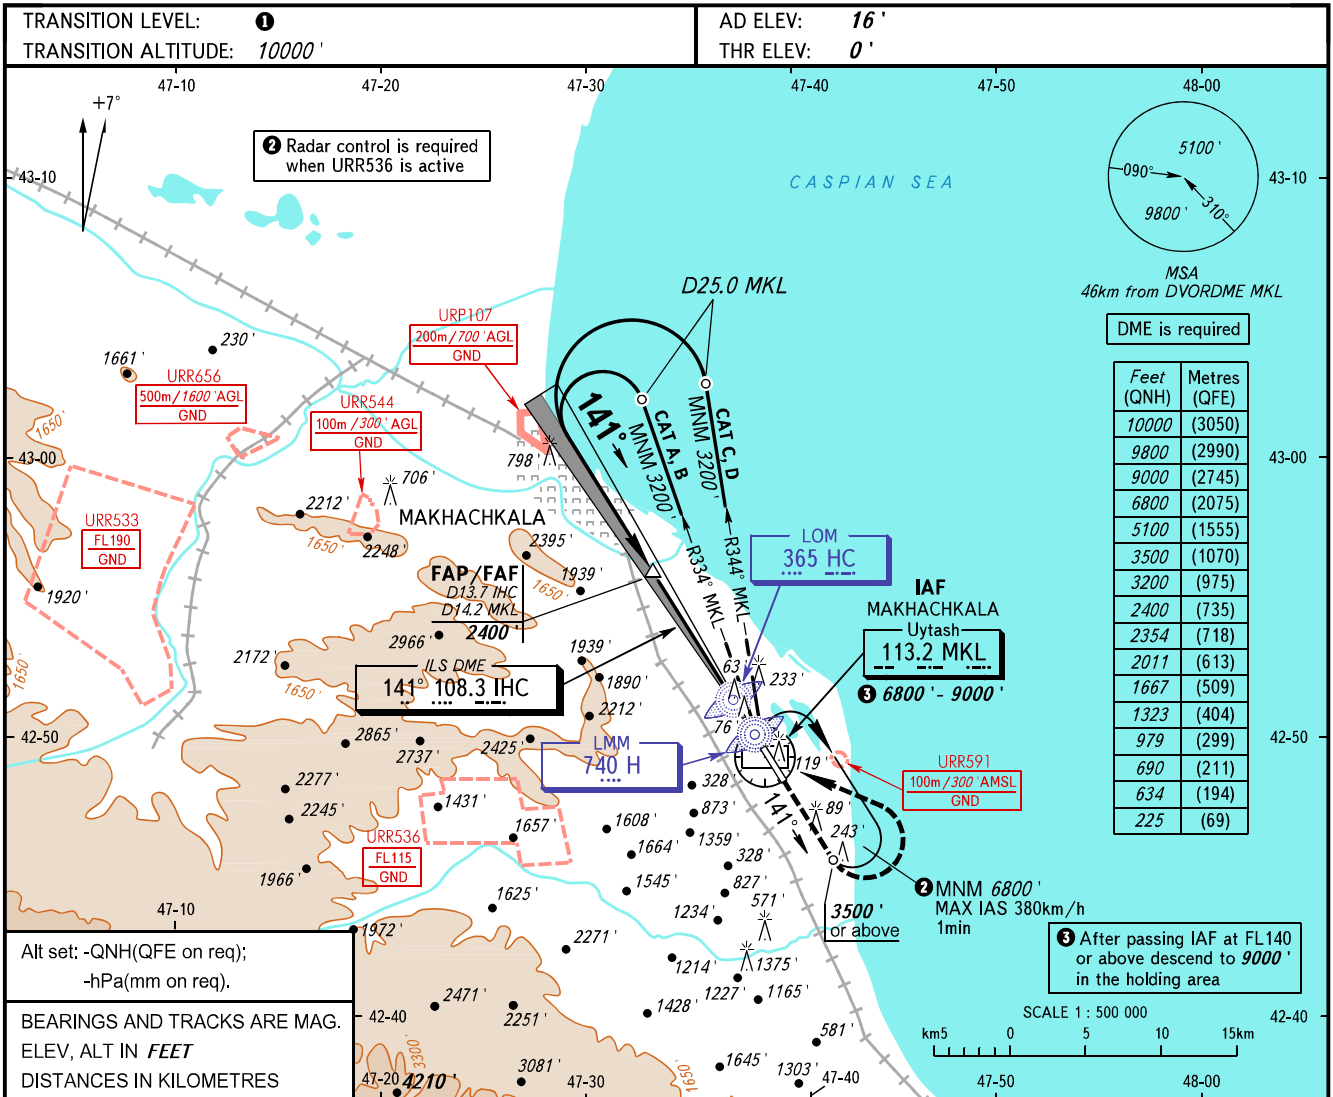 TRANSITION LEVEL: ❶
TRANSITION ALTITUDE: 10000'
AD ELEV: 16'
THR ELEV: 0'
47-10
47-20
47-30
47-40
47-50
48-00
+7°
❷ Radar control is required
when URR536 is active
CASPIAN SEA
43-10
43-10
5100'
090°
9800'
310°
MSA
46km from DVORDME MKL
DME is required
Feet (QNH) Metres (QFE)
10000 (3050)
9800 (2990)
9000 (2745)
6800 (2075)
5100 (1555)
3500 (1070)
3200 (975)
2400 (735)
2354 (718)
2011 (613)
1667 (509)
1323 (404)
979 (299)
690 (211)
634 (194)
225 (69)
D25.0 MKL
URP107
200m/700'AGL
GND
230'
1661'
URR656
500m/1600'AGL
GND
URR544
100m/300'AGL
GND
1650'
43-00
43-00
141°
CAT A, B
MNM 3200'
CAT C, D
MNM 3200'
798'
706'
2212'
MAKHACHKALA
URR533
FL190
GND
1650'
2248'
2395'
R334° MKL
R344° MKL
LOM
365 HC
FAP/FAF
D13.7 IHC
D14.2 MKL
2400'
1650'
1939'
1920'
IAF
MAKHACHKALA
Uytash
113.2 MKL
❸ 6800'- 9000'
2966'
1939'
2172'
1650'
1650'
ILS DME
141° 108.3 IHC
1890'
63'
233'
2212'
76'
42-50
42-50
2865'
2737'
2425'
LMM
740 H
119'
URR591
100m/300'AMSL
GND
2277'
328'
1431'
873'
141°
89'
2245'
URR536
FL115
GND
1657'
1608'
1359'
243'
1664'
328'
1966'
1545'
827'
❷ MNM 6800'
MAX IAS 380km/h
1min
47-10
1625'
571'
1234'
3500'
or above
1972'
2271'
❸ After passing IAF at FL140
or above descend to 9000'
in the holding area
Alt set: -QNH(QFE on req);
-hPa(mm on req).
1214'
1375'
1227'
1165'
2471'
2251'
1428'
BEARINGS AND TRACKS ARE MAG.
ELEV, ALT IN FEET
DISTANCES IN KILOMETRES
42-40
42-40
SCALE 1 : 500 000
km5 0 5 10 15km
581'
3300'
3081'
1645'
1650'
1303'
47-20
4210'
47-30
47-40
47-50
48-00